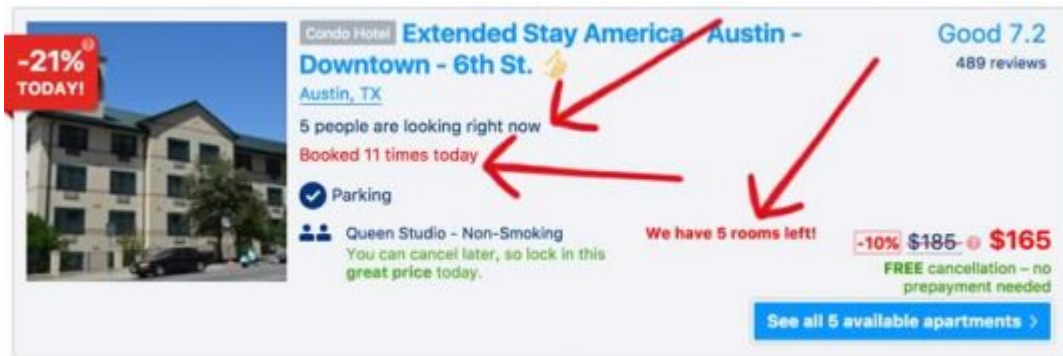 -21%
TODAY!
Condo Hotel Extended Stay America - Austin -
Downtown - 6th St.
Austin, TX
5 people are looking right now
Booked 11 times today
Parking
Queen Studio - Non-Smoking
You can cancel later, so lock in this
great price today.
Good 7.2
489 reviews
We have 5 rooms left!
-10% $185 $165
FREE cancellation – no
prepayment needed
See all 5 available apartments >